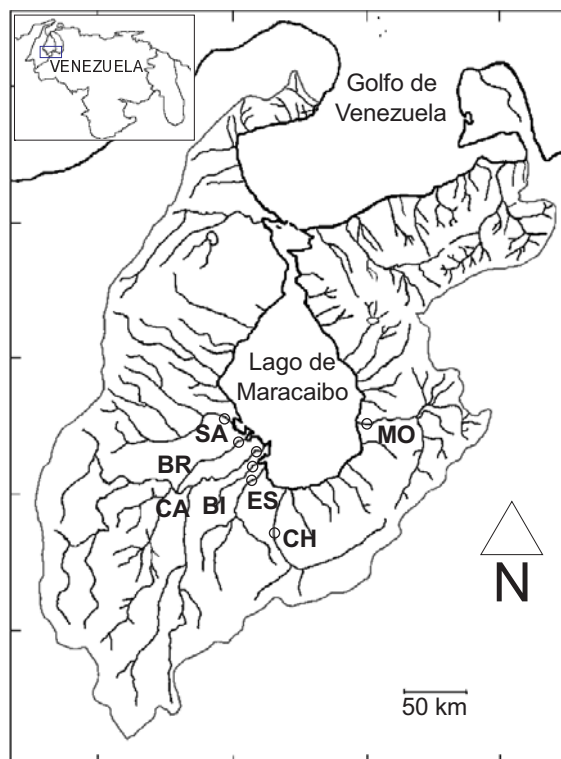 VENEZUELA
Golfo de
Venezuela
Lago de
Maracaibo
SA
MO
BR
CA
BI
ES
CH
N
50 km